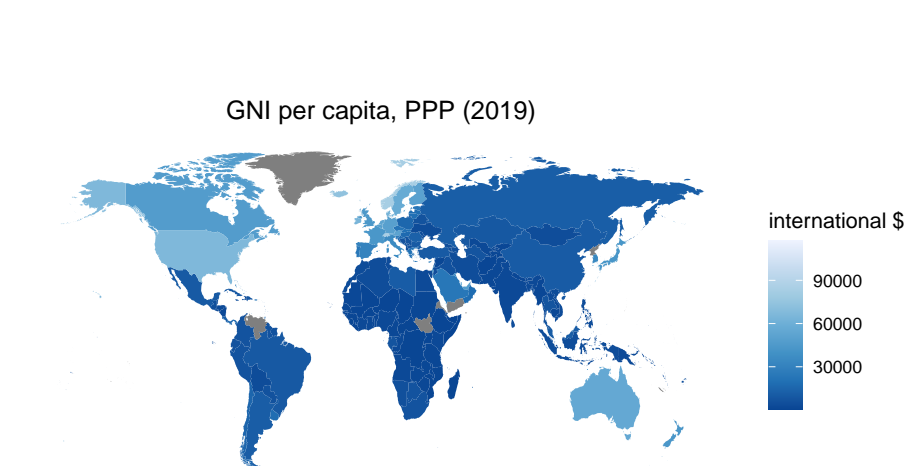 GNI per capita, PPP (2019)
international $
90000
60000
30000